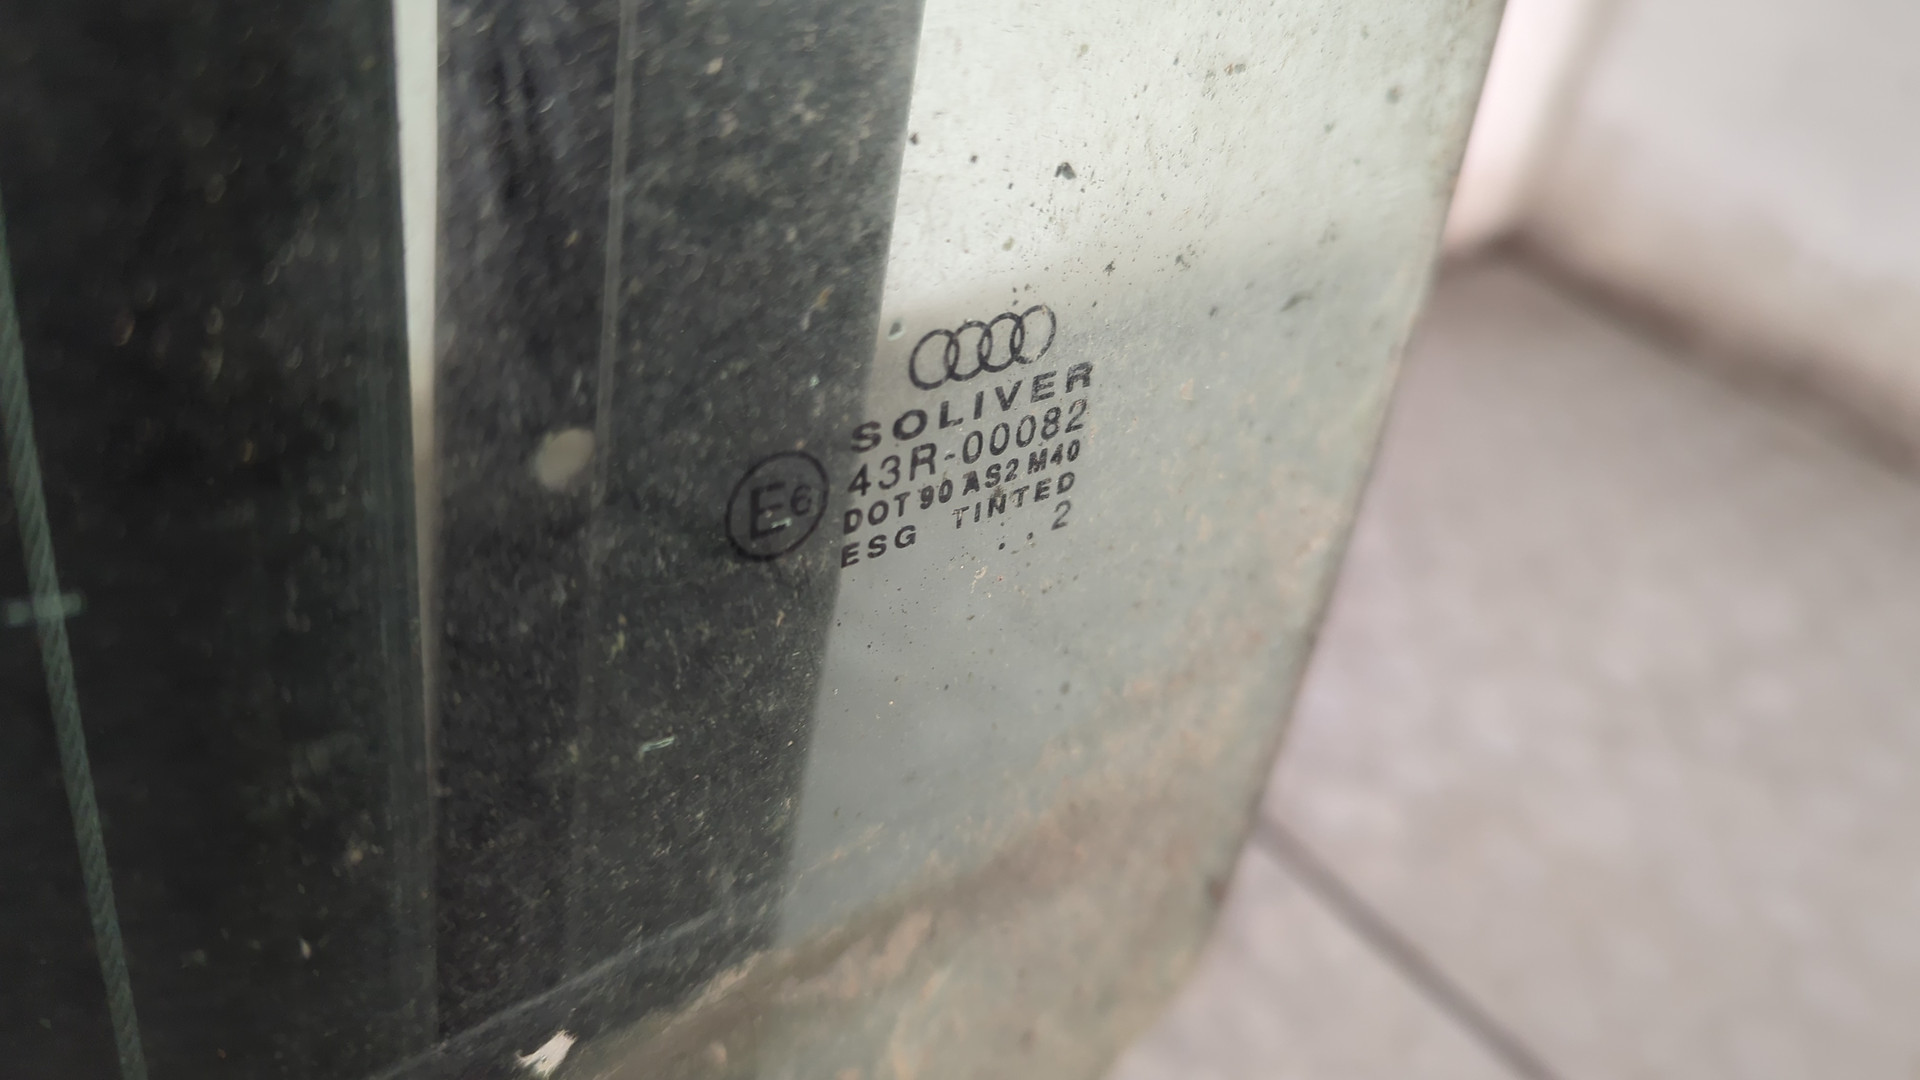 SOLIVER
43R-00082
E6
DOT 90 AS2 M40
ESG TINTED
. . 2